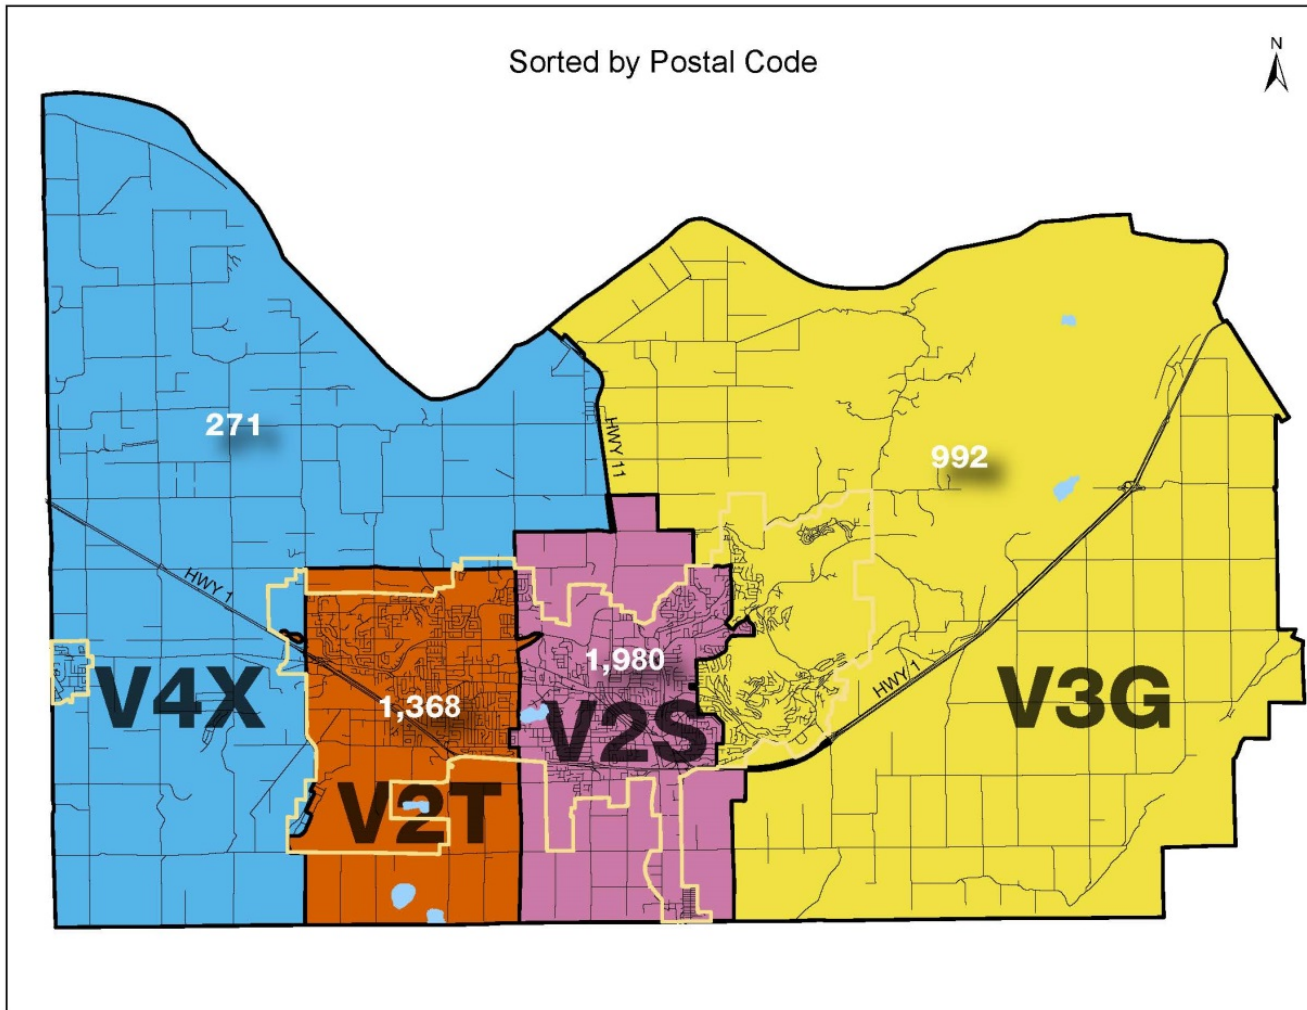 Sorted by Postal Code
N
271
HWY 11
992
HWY 1
V4X
1,368
V2T
1,980
V2S
HWY 1
V3G